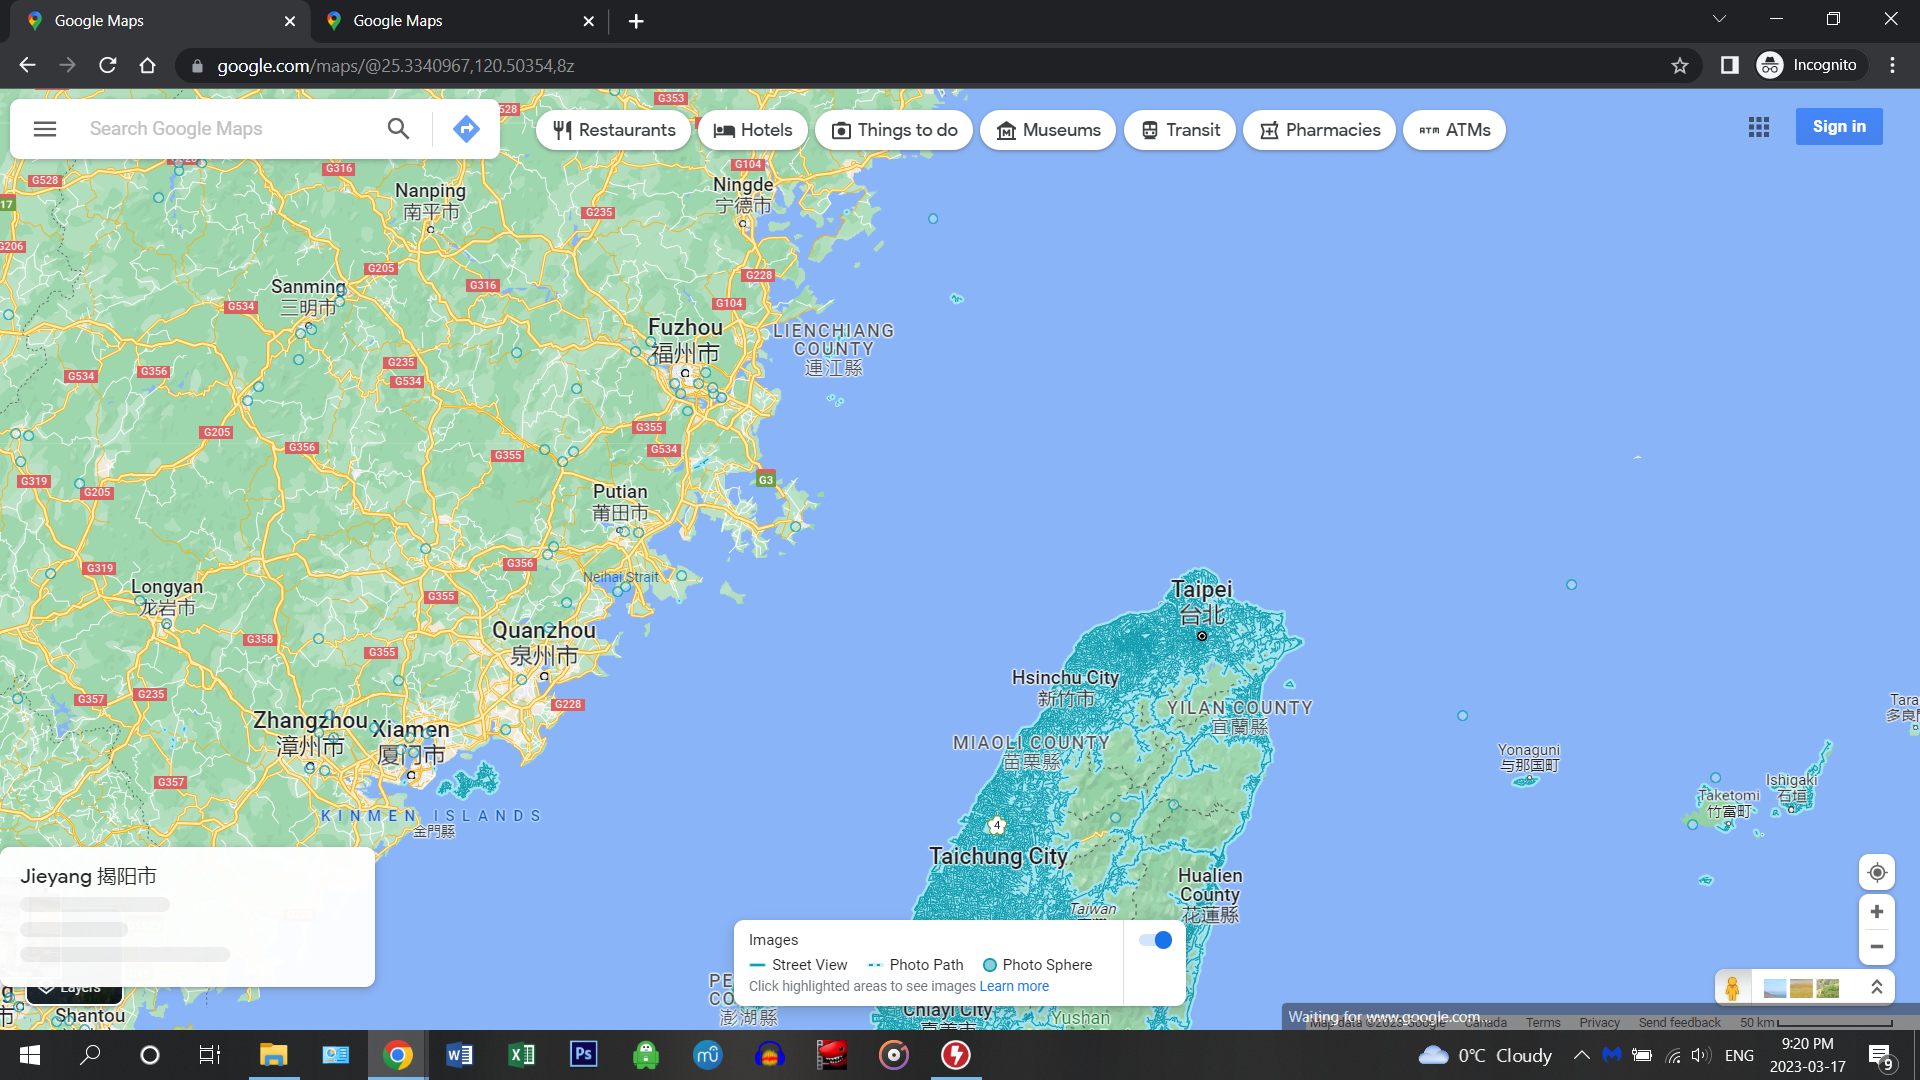 Google Maps
Google Maps
google.com/maps/@25.3340967,120.50354,8z
Incognito
Search Google Maps
Restaurants
Hotels
Things to do
Museums
Transit
Pharmacies
ATM ATMs
Sign in
G353
528
G528
G316
G104
17
G206
Nanping
南平市
Ningde
宁德市
G235
G205
G316
G228
Sanming
三明市
G534
G104
Fuzhou
福州市
LIENCHIANG
COUNTY
連江縣
G534
G356
G235
G534
G205
G356
G355
G355
G534
G319
G205
G3
Putian
莆田市
G319
G356
Neihai Strait
Longyan
龙岩市
G355
Taipei
台北
G358
G355
Quanzhou
泉州市
Hsinchu City
新竹市
G357
G235
G228
YILAN COUNTY
宜蘭縣
Zhangzhou
漳州市
Xiamen
厦门市
MIAOLI COUNTY
苗栗縣
Tara
Yonaguni
与那国町
G357
Ishigaki
石垣
Taketomi
竹富町
KINMEN ISLANDS
金門縣
4
Taichung City
Hualien
County
花蓮縣
Taiwan
Jieyang 揭阳市
Layers
Shantou
Images
Street View
Photo Path
Photo Sphere
Click highlighted areas to see images Learn more
PE
CO
澎湖縣
Chiayi City
Yushan
Waiting for www.google.com...
Map data ©2023 Google
Canada
Terms
Privacy
Send feedback
50 km
0°C Cloudy
ENG
9:20 PM
2023-03-17
9